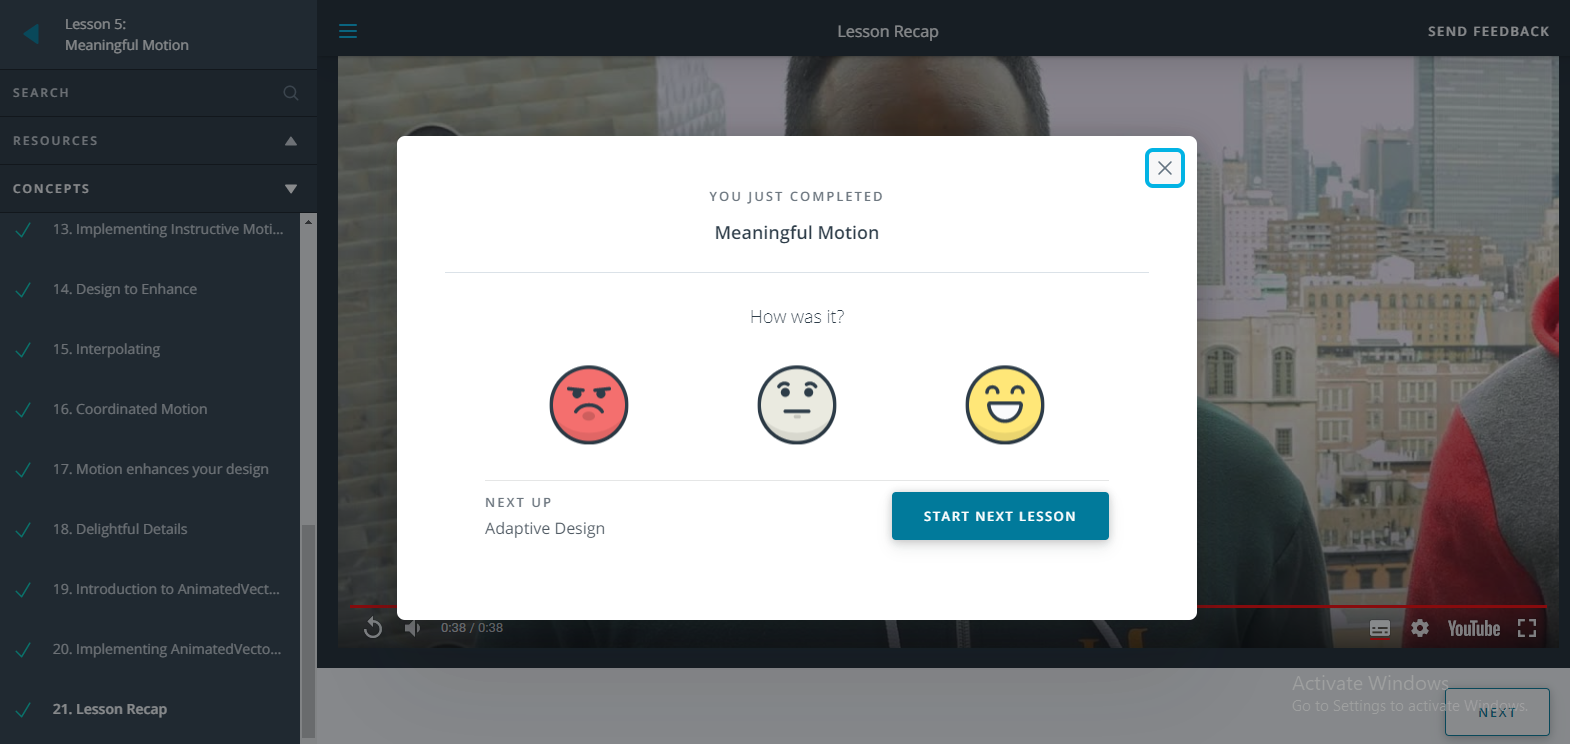 Lesson 5:
Meaningful Motion
SEARCH
RESOURCES
CONCEPTS
13. Implementing Instructive Moti...
14. Design to Enhance
15. Interpolating
16. Coordinated Motion
17. Motion enhances your design
18. Delightful Details
19. Introduction to AnimatedVect...
20. Implementing AnimatedVecto...
21. Lesson Recap
Lesson Recap
SEND FEEDBACK
YOU JUST COMPLETED
Meaningful Motion
How was it?
NEXT UP
Adaptive Design
START NEXT LESSON
0:38 / 0:38
YouTube
Activate Windows
Go to Settings to activate Windows.
NEXT